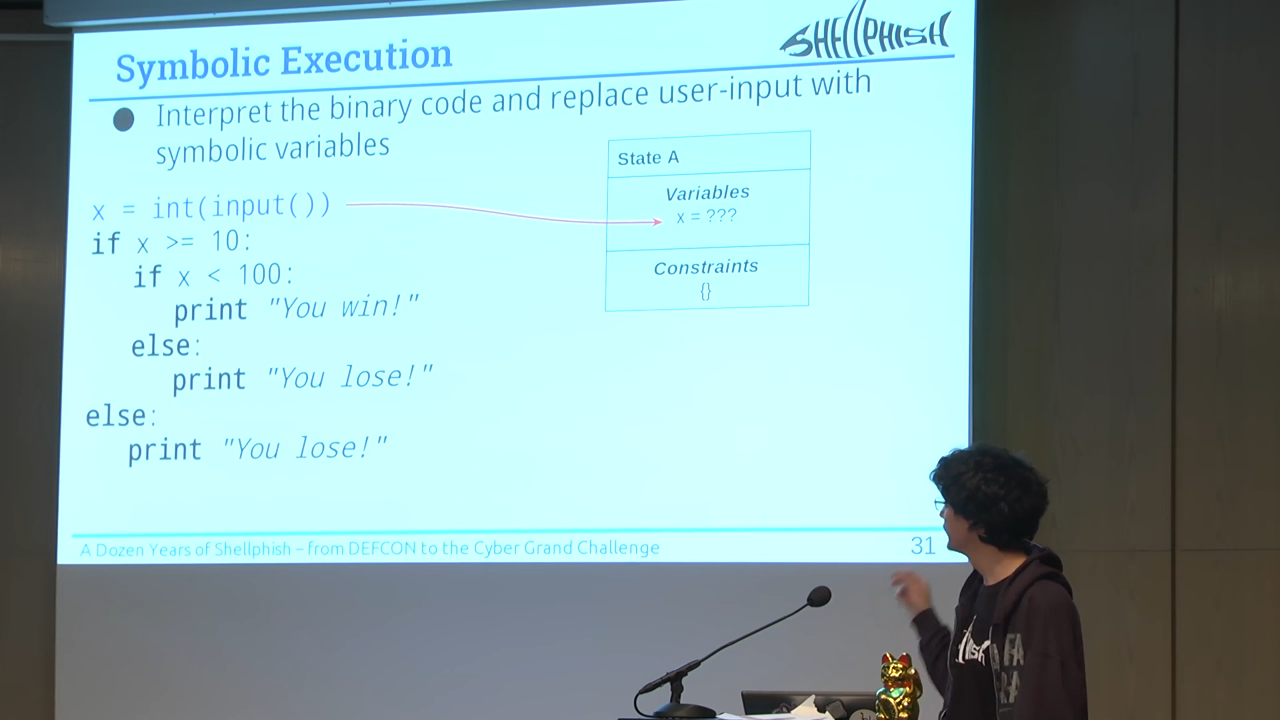 Symbolic Execution
SHELLPHISH
Interpret the binary code and replace user-input with
symbolic variables
State A
Variables
x = ???
Constraints
{}
x = int(input())
if x >= 10:
if x < 100:
print "You win!"
else:
print "You lose!"
else:
print "You lose!"
A Dozen Years of Shellphish – from DEFCON to the Cyber Grand Challenge
31